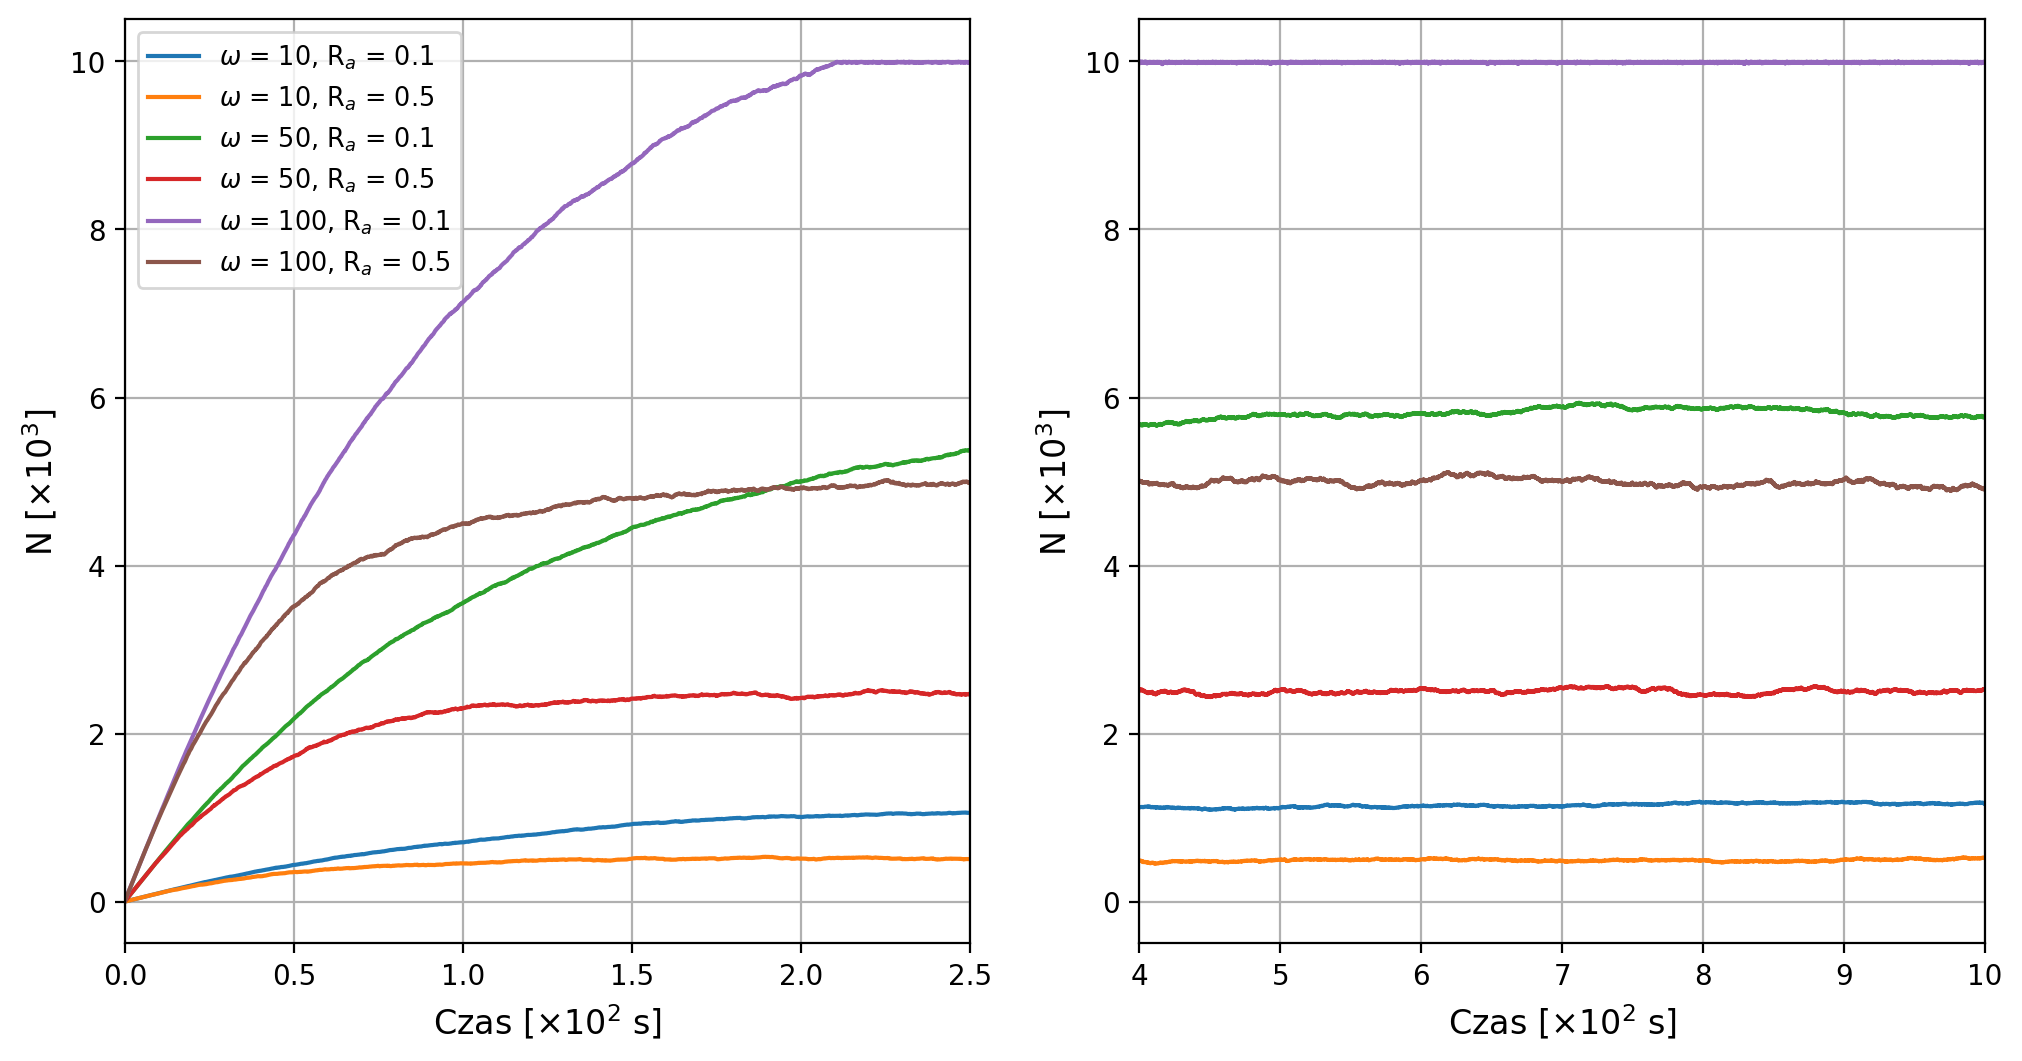 ω = 10, Rₐ = 0.1
ω = 10, Rₐ = 0.5
ω = 50, Rₐ = 0.1
ω = 50, Rₐ = 0.5
ω = 100, Rₐ = 0.1
ω = 100, Rₐ = 0.5
N [×10³]
10
8
6
4
2
0
0.0 0.5 1.0 1.5 2.0 2.5
Czas [×10² s]
N [×10³]
10
8
6
4
2
0
4 5 6 7 8 9 10
Czas [×10² s]